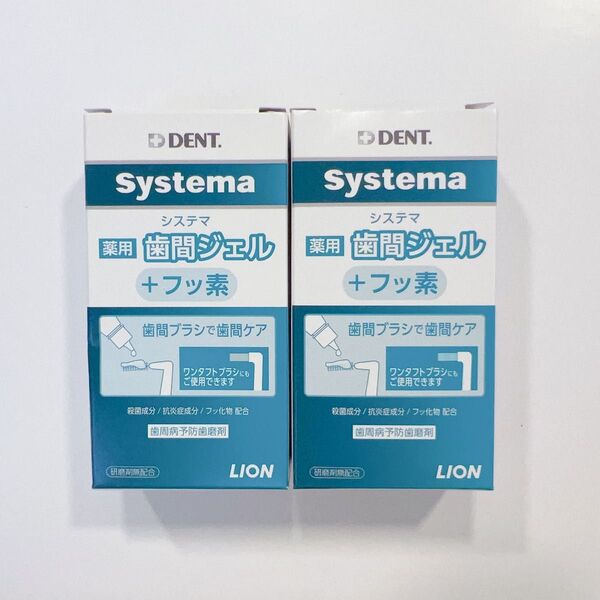 DENT.
Systema
システマ
薬用 歯間ジェル
+フッ素
歯間ブラシで歯間ケア
ワンタフトブラシにも
ご使用できます
殺菌成分/抗炎症成分/フッ化物 配合
歯周病予防歯磨剤
研磨剤無配合 LION
DENT.
Systema
システマ
薬用 歯間ジェル
+フッ素
歯間ブラシで歯間ケア
ワンタフトブラシにも
ご使用できます
殺菌成分/抗炎症成分/フッ化物 配合
歯周病予防歯磨剤
研磨剤無配合 LION